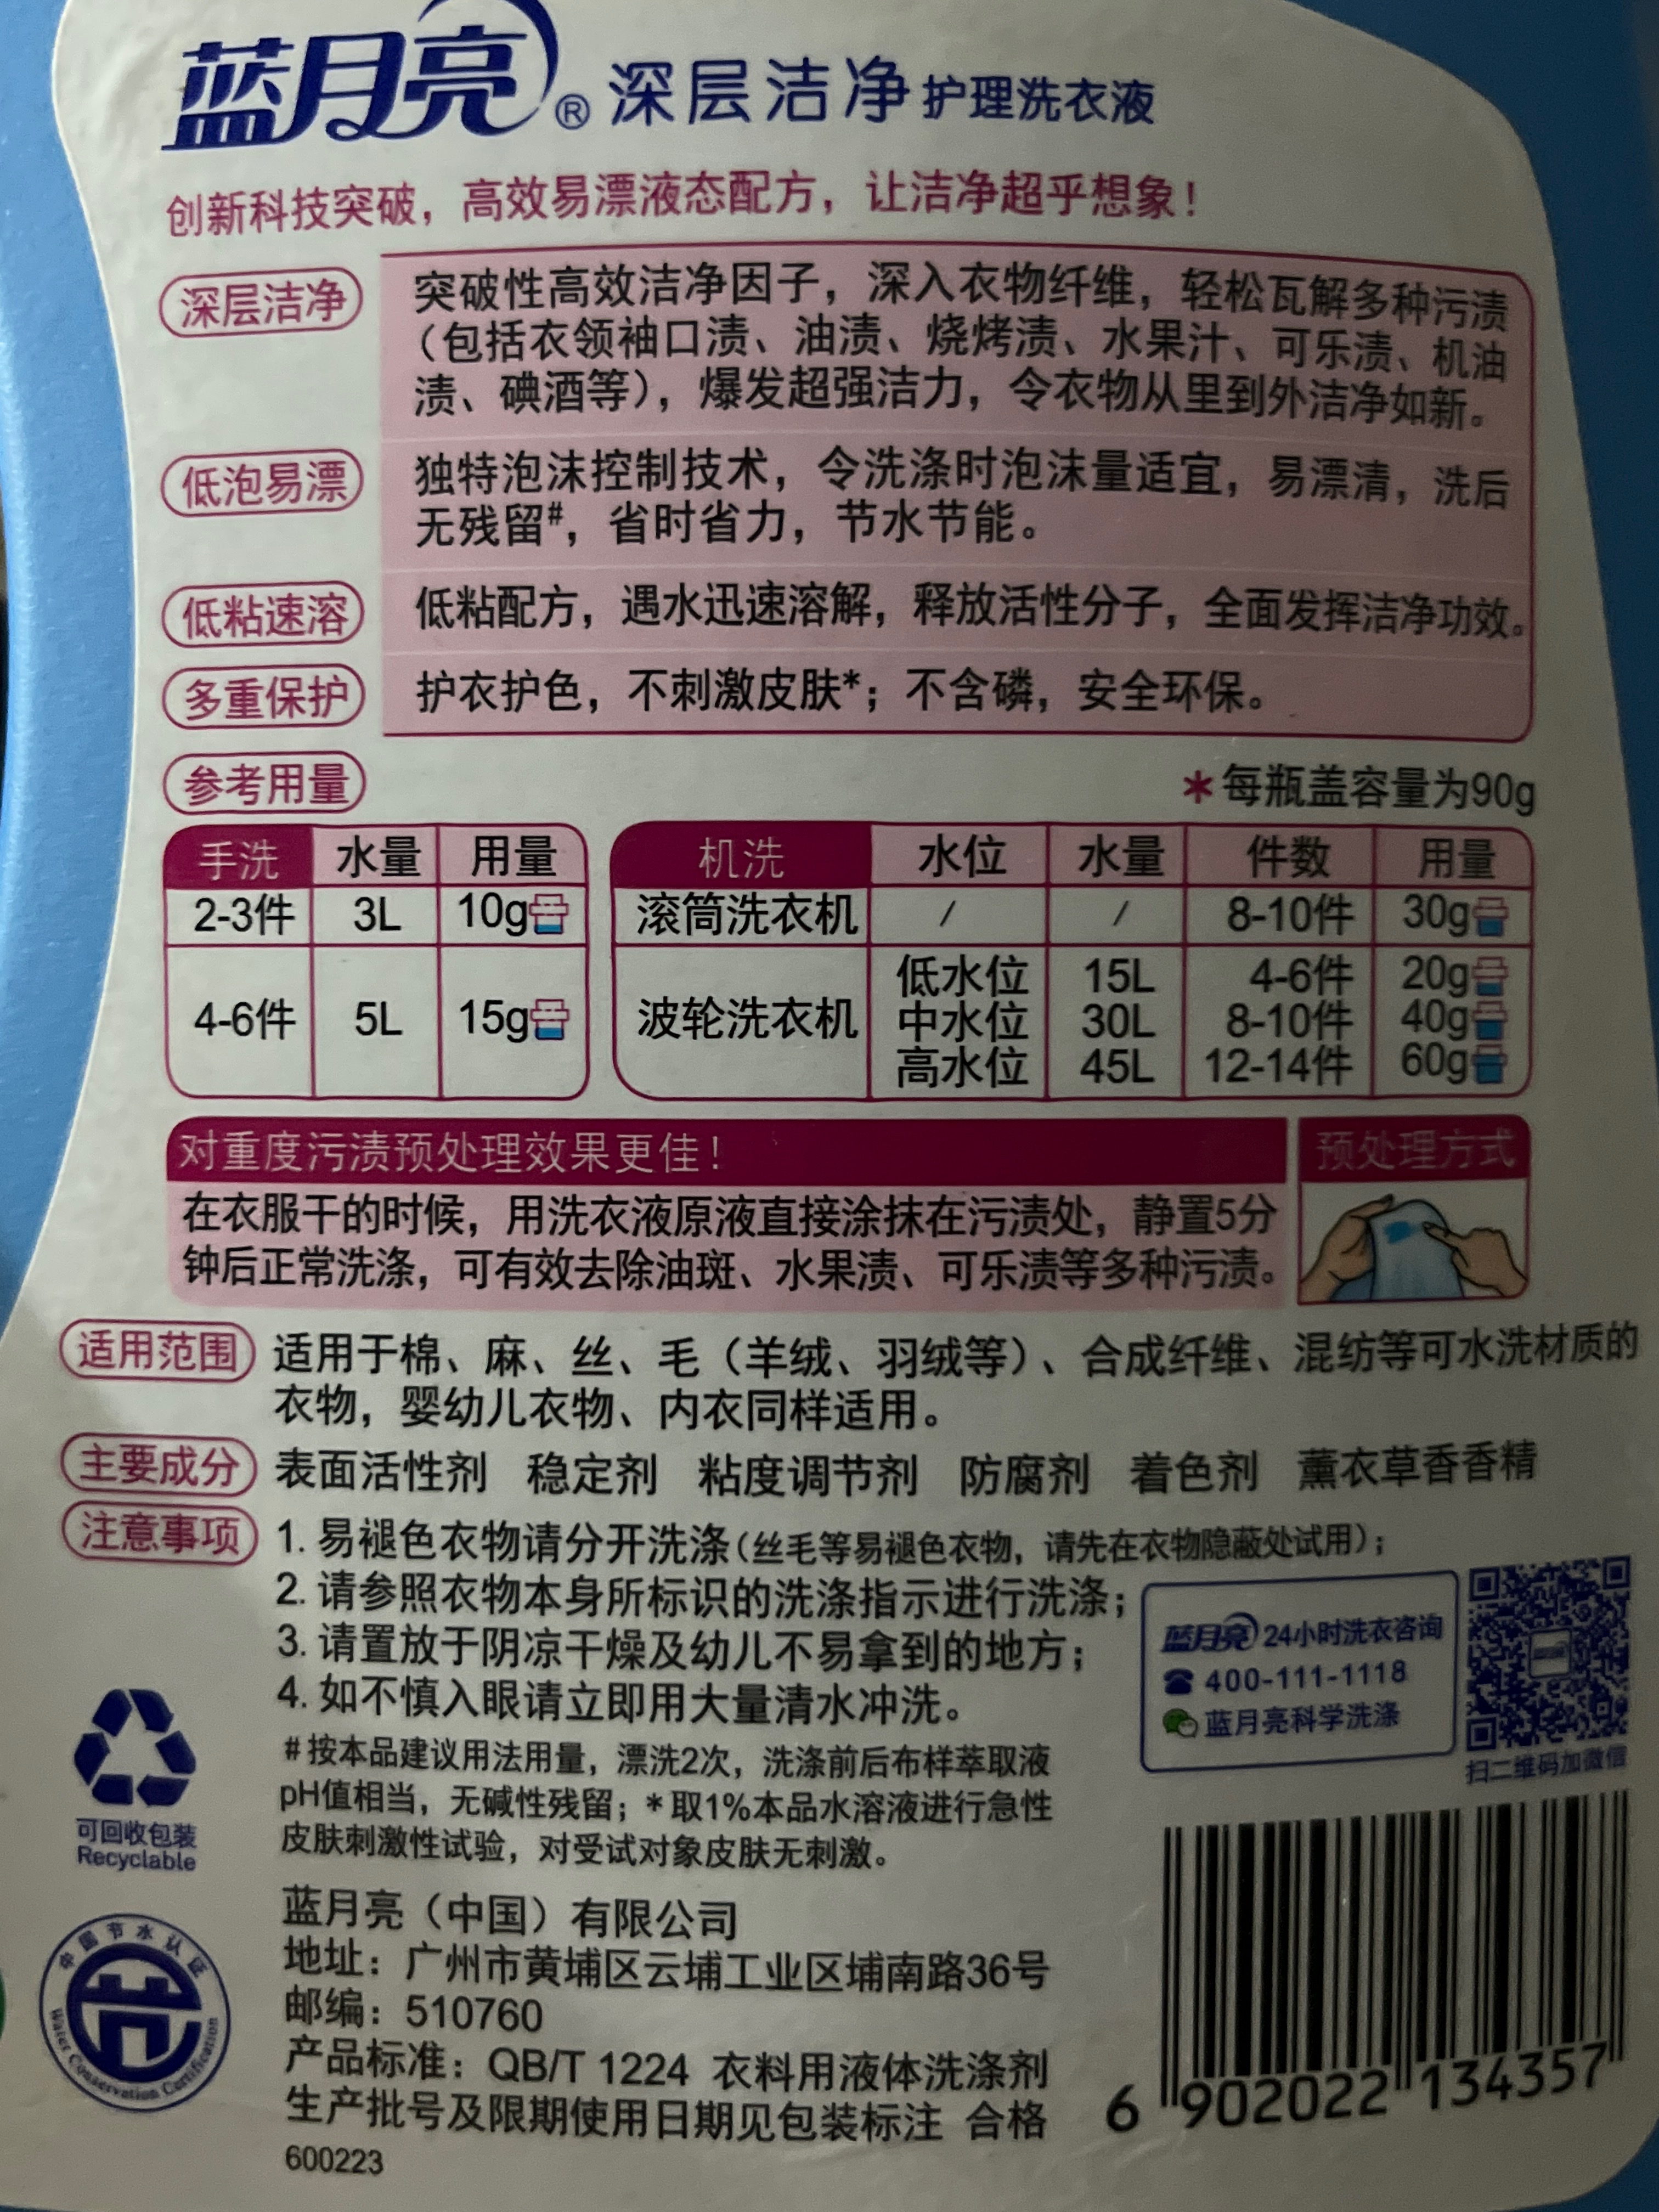 蓝月亮® 深层洁净 护理洗衣液
创新科技突破，高效易漂液态配方，让洁净超乎想象！
深层洁净 突破性高效洁净因子，深入衣物纤维，轻松瓦解多种污渍
（包括衣领袖口渍、油渍、烧烤渍、水果汁、可乐渍、机油
渍、碘酒等），爆发超强洁力，令衣物从里到外洁净如新。
低泡易漂 独特泡沫控制技术，令洗涤时泡沫量适宜，易漂清，洗后
无残留#，省时省力，节水节能。
低粘速溶 低粘配方，遇水迅速溶解，释放活性分子，全面发挥洁净功效。
多重保护 护衣护色，不刺激皮肤*；不含磷，安全环保。
参考用量 *每瓶盖容量为90g
手洗 水量 用量
2-3件 3L 10g
4-6件 5L 15g
机洗 水位 水量 件数 用量
滚筒洗衣机 / / 8-10件 30g
低水位 15L 4-6件 20g
波轮洗衣机 中水位 30L 8-10件 40g
高水位 45L 12-14件 60g
对重度污渍预处理效果更佳！ 预处理方式
在衣服干的时候，用洗衣液原液直接涂抹在污渍处，静置5分
钟后正常洗涤，可有效去除油斑、水果渍、可乐渍等多种污渍。
适用范围 适用于棉、麻、丝、毛（羊绒、羽绒等）、合成纤维、混纺等可水洗材质的
衣物，婴幼儿衣物、内衣同样适用。
主要成分 表面活性剂 稳定剂 粘度调节剂 防腐剂 着色剂 薰衣草香香精
注意事项 1. 易褪色衣物请分开洗涤（丝毛等易褪色衣物，请先在衣物隐蔽处试用）；
2. 请参照衣物本身所标识的洗涤指示进行洗涤；
3. 请置放于阴凉干燥及幼儿不易拿到的地方；
4. 如不慎入眼请立即用大量清水冲洗。
蓝月亮 24小时洗衣咨询
400-111-1118
蓝月亮科学洗涤
扫二维码加微信
#按本品建议用法用量，漂洗2次，洗涤前后布样萃取液
pH值相当，无碱性残留；*取1%本品水溶液进行急性
皮肤刺激性试验，对受试对象皮肤无刺激。
可回收包装
Recyclable
中国节水认证
节
Water Conservation Certification
蓝月亮（中国）有限公司
地址：广州市黄埔区云埔工业区埔南路36号
邮编：510760
产品标准：QB/T 1224 衣料用液体洗涤剂
生产批号及限期使用日期见包装标注 合格
600223
6 902022 134357